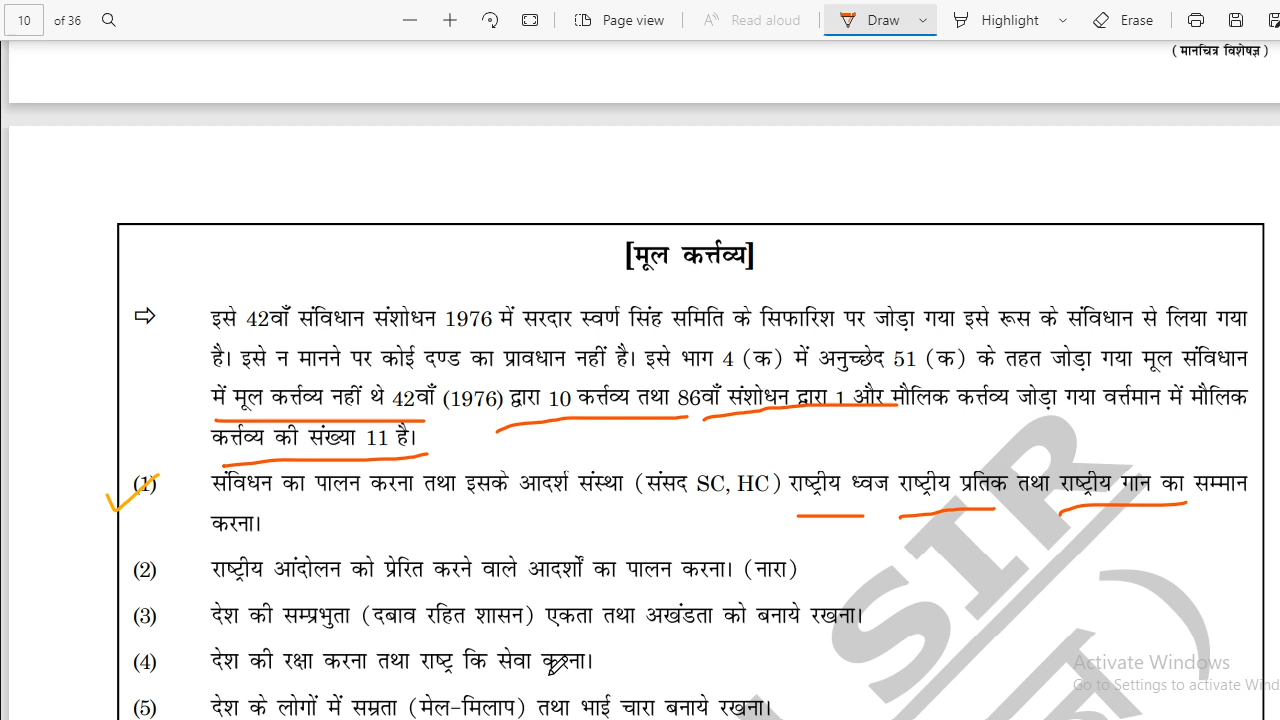 10 of 36 Page view Read aloud Draw Highlight Erase
( मानचित्र विशेषज्ञ )
[मूल कर्त्तव्य]
⇨ इसे 42वाँ संविधान संशोधन 1976 में सरदार स्वर्ण सिंह समिति के सिफारिश पर जोड़ा गया इसे रूस के संविधान से लिया गया
है। इसे न मानने पर कोई दण्ड का प्रावधान नहीं है। इसे भाग 4 (क) में अनुच्छेद 51 (क) के तहत जोड़ा गया मूल संविधान
में मूल कर्त्तव्य नहीं थे 42वाँ (1976) द्वारा 10 कर्त्तव्य तथा 86वाँ संशोधन द्वारा 1 और मौलिक कर्त्तव्य जोड़ा गया वर्त्तमान में मौलिक
कर्त्तव्य की संख्या 11 है।
(1) संविधन का पालन करना तथा इसके आदर्श संस्था (संसद SC, HC) राष्ट्रीय ध्वज राष्ट्रीय प्रतिक तथा राष्ट्रीय गान का सम्मान
करना।
(2) राष्ट्रीय आंदोलन को प्रेरित करने वाले आदर्शों का पालन करना। (नारा)
(3) देश की सम्प्रभुता (दबाव रहित शासन) एकता तथा अखंडता को बनाये रखना।
(4) देश की रक्षा करना तथा राष्ट्र कि सेवा करना।
(5) देश के लोगों में सम्रता (मेल-मिलाप) तथा भाई चारा बनाये रखना।
SIR
Activate Windows
Go to Settings to activate Wind